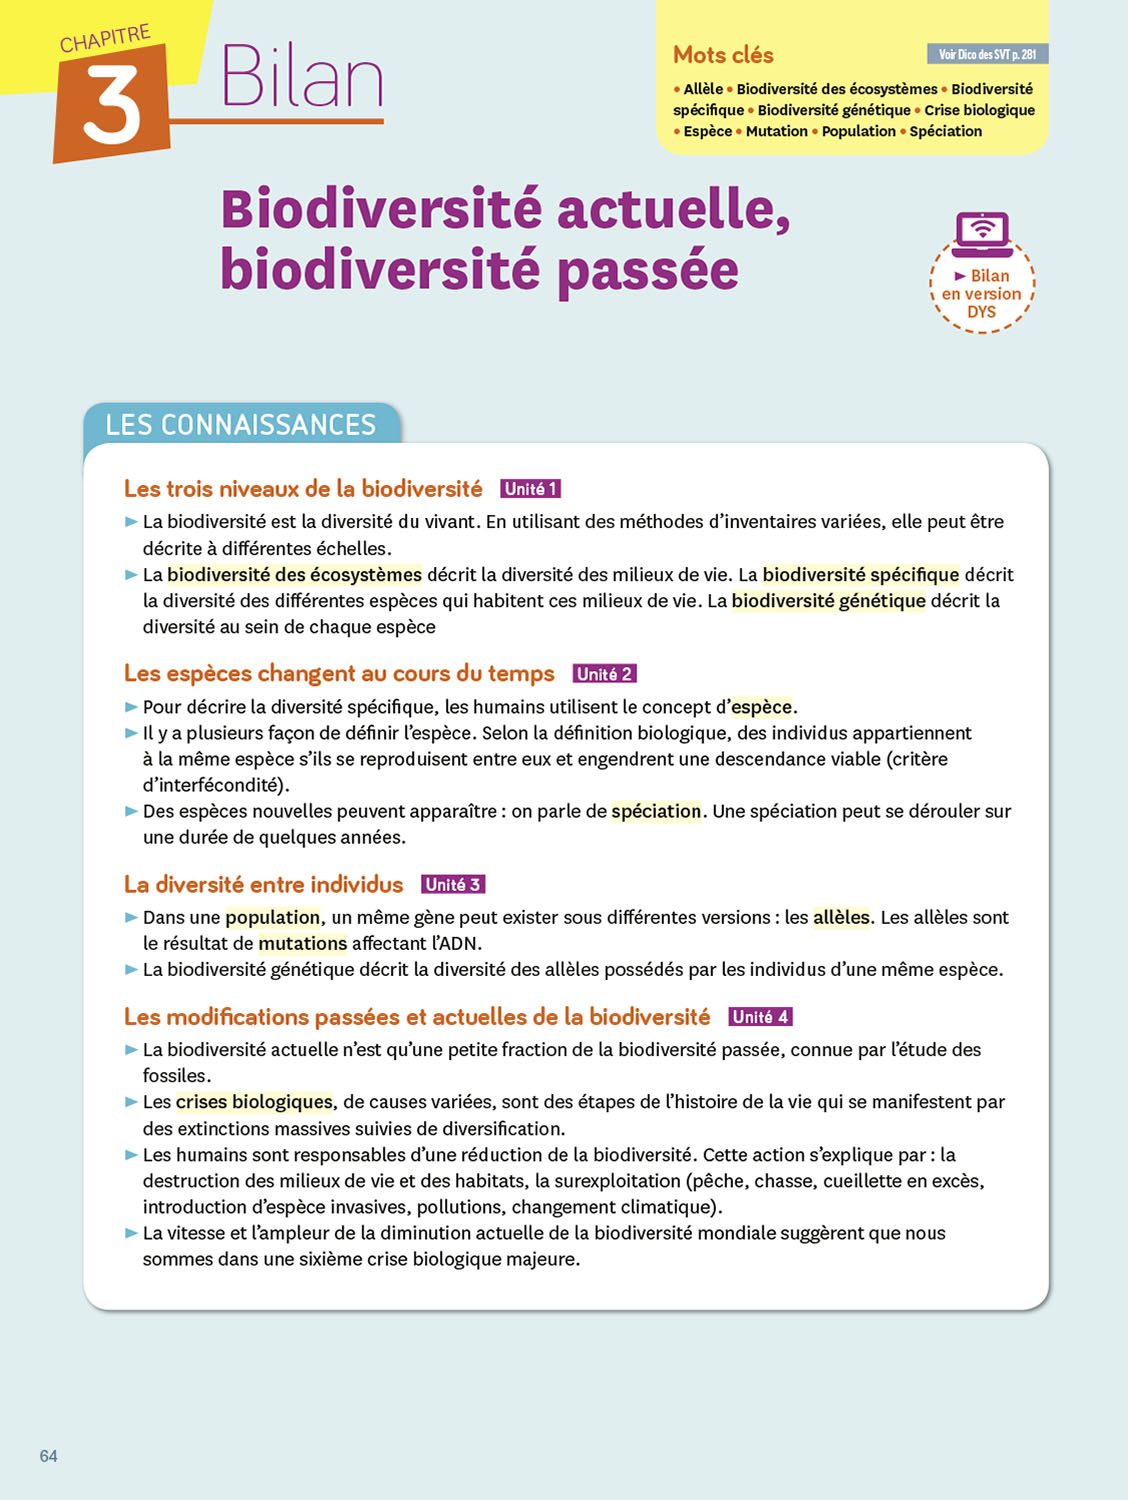 CHAPITRE
3
Bilan
Mots clés
Voir Dico des SVT p. 281
• Allèle • Biodiversité des écosystèmes • Biodiversité
spécifique • Biodiversité génétique • Crise biologique
• Espèce • Mutation • Population • Spéciation
Biodiversité actuelle,
biodiversité passée
► Bilan
en version
DYS
LES CONNAISSANCES
Les trois niveaux de la biodiversité Unité 1
► La biodiversité est la diversité du vivant. En utilisant des méthodes d’inventaires variées, elle peut être
décrite à différentes échelles.
► La biodiversité des écosystèmes décrit la diversité des milieux de vie. La biodiversité spécifique décrit
la diversité des différentes espèces qui habitent ces milieux de vie. La biodiversité génétique décrit la
diversité au sein de chaque espèce
Les espèces changent au cours du temps Unité 2
► Pour décrire la diversité spécifique, les humains utilisent le concept d’espèce.
► Il y a plusieurs façon de définir l’espèce. Selon la définition biologique, des individus appartiennent
à la même espèce s’ils se reproduisent entre eux et engendrent une descendance viable (critère
d’interfécondité).
► Des espèces nouvelles peuvent apparaître : on parle de spéciation. Une spéciation peut se dérouler sur
une durée de quelques années.
La diversité entre individus Unité 3
► Dans une population, un même gène peut exister sous différentes versions : les allèles. Les allèles sont
le résultat de mutations affectant l’ADN.
► La biodiversité génétique décrit la diversité des allèles possédés par les individus d’une même espèce.
Les modifications passées et actuelles de la biodiversité Unité 4
► La biodiversité actuelle n’est qu’une petite fraction de la biodiversité passée, connue par l’étude des
fossiles.
► Les crises biologiques, de causes variées, sont des étapes de l’histoire de la vie qui se manifestent par
des extinctions massives suivies de diversification.
► Les humains sont responsables d’une réduction de la biodiversité. Cette action s’explique par : la
destruction des milieux de vie et des habitats, la surexploitation (pêche, chasse, cueillette en excès,
introduction d’espèce invasives, pollutions, changement climatique).
► La vitesse et l’ampleur de la diminution actuelle de la biodiversité mondiale suggèrent que nous
sommes dans une sixième crise biologique majeure.
64